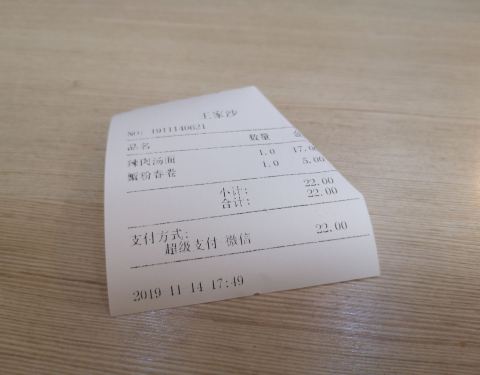 王家沙
NO: 1911140621
品名 数量 金
辣肉汤面 1.0 17.00
蟹粉春卷 1.0 5.00
小计: 22.00
合计: 22.00
支付方式:
超级支付 微信 22.00
2019-11-14 17:49